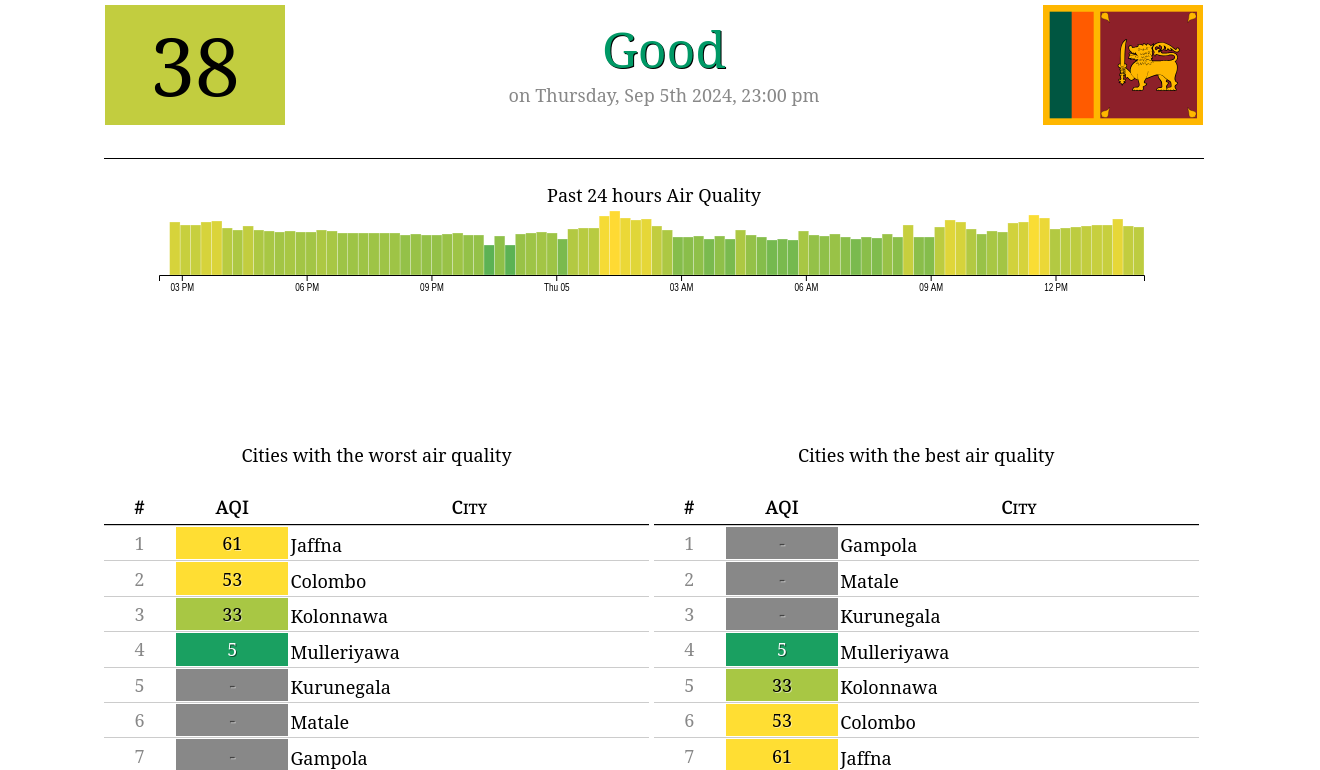 38
Good
on Thursday, Sep 5th 2024, 23:00 pm
Past 24 hours Air Quality
03 PM 06 PM 09 PM Thu 05 03 AM 06 AM 09 AM 12 PM
Cities with the worst air quality
# AQI City
1 61 Jaffna
2 53 Colombo
3 33 Kolonnawa
4 5 Mulleriyawa
5 - Kurunegala
6 - Matale
7 - Gampola
Cities with the best air quality
# AQI City
1 - Gampola
2 - Matale
3 - Kurunegala
4 5 Mulleriyawa
5 33 Kolonnawa
6 53 Colombo
7 61 Jaffna